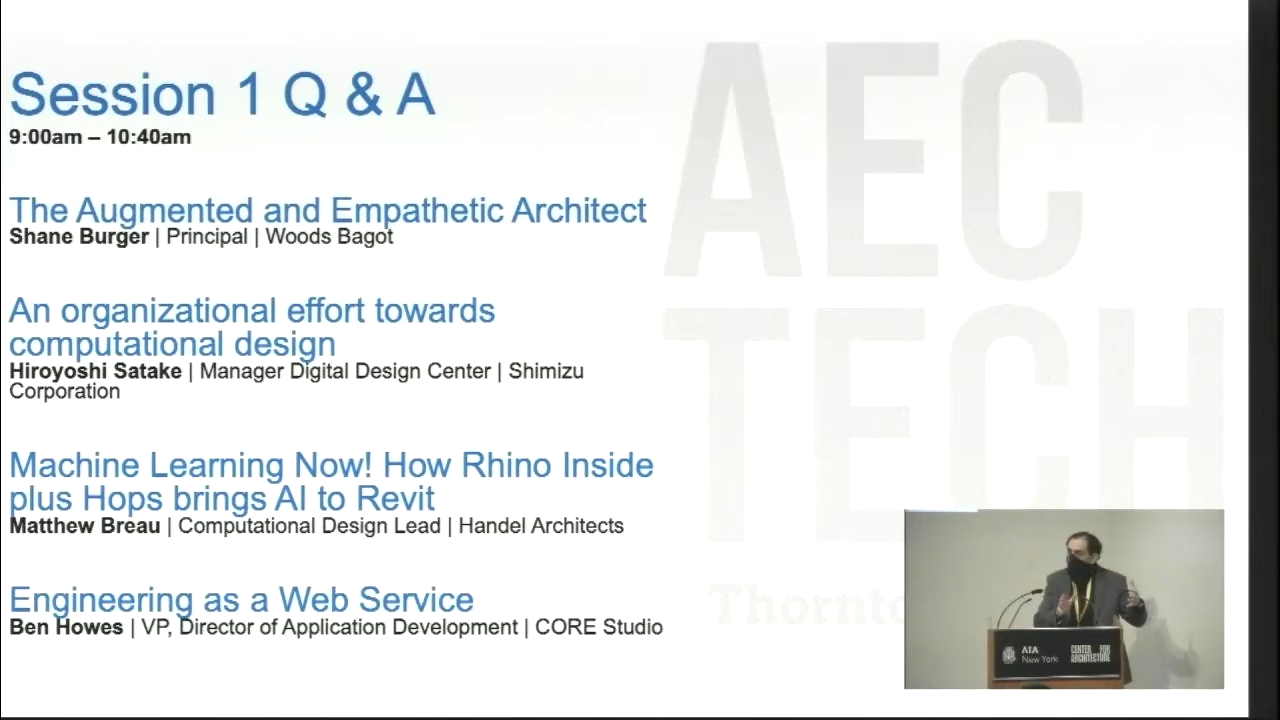 Session 1 Q & A
9:00am – 10:40am
The Augmented and Empathetic Architect
Shane Burger | Principal | Woods Bagot
An organizational effort towards
computational design
Hiroyoshi Satake | Manager Digital Design Center | Shimizu
Corporation
Machine Learning Now! How Rhino Inside
plus Hops brings AI to Revit
Matthew Breau | Computational Design Lead | Handel Architects
Engineering as a Web Service
Ben Howes | VP, Director of Application Development | CORE Studio
AEC
TECH
AIA
New York
CENTER FOR
ARCHITECTURE